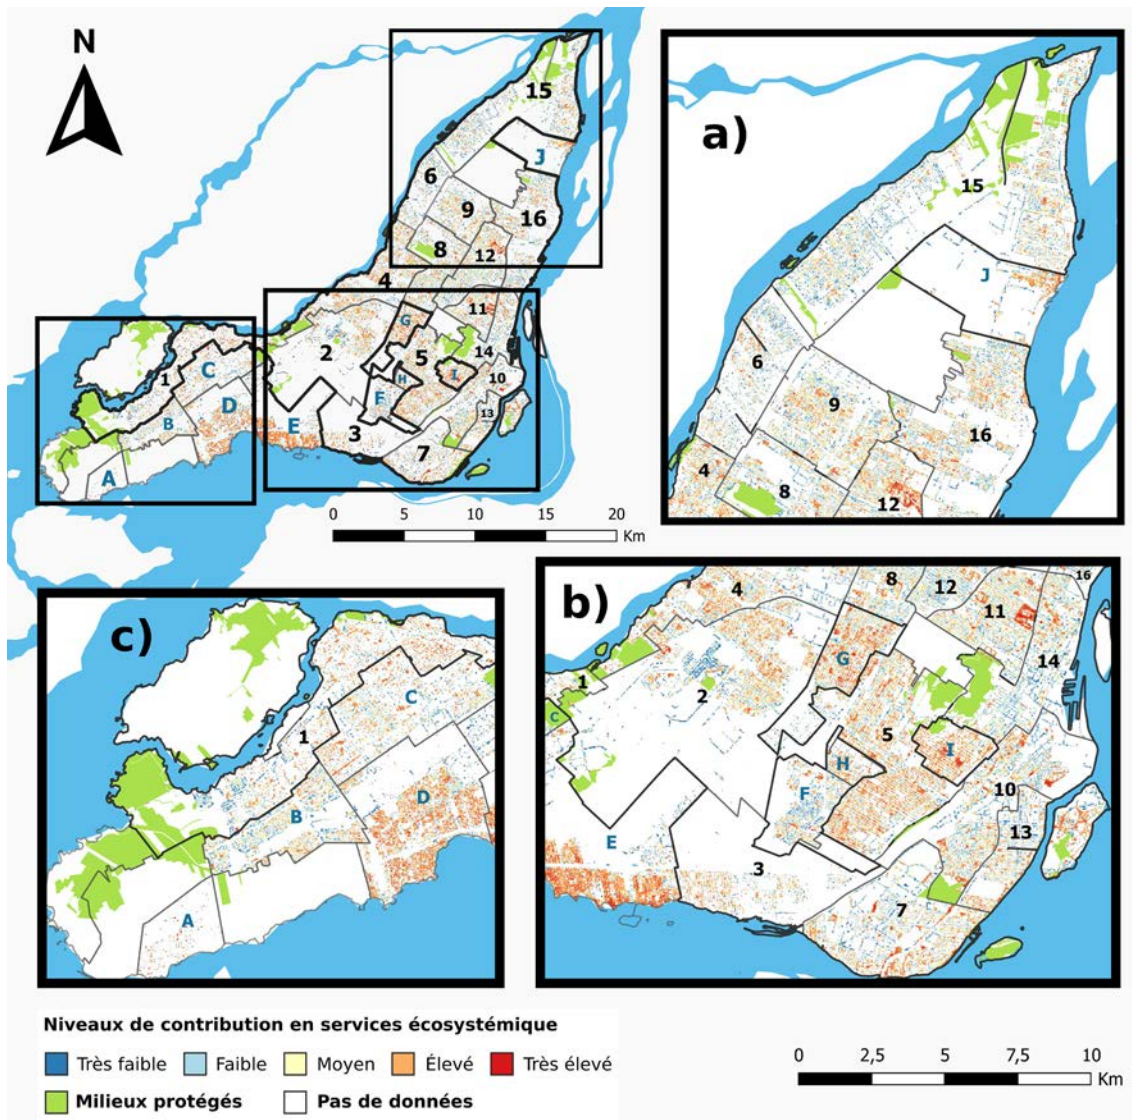 N
15
J
6
9
16
8
12
4
11
G
2
5
14
1
C
I
10
H
F
D
B
13
E
3
7
A
0 5 10 15 20
Km
a)
15
J
6
9
16
4
8
12
b)
4
8
12
16
11
G
14
1
2
C
5
I
H
10
F
13
E
3
7
c)
C
1
D
B
A
Niveaux de contribution en services écosystémique
Très faible Faible Moyen Élevé Très élevé
Milieux protégés Pas de données
0 2,5 5 7,5 10
Km